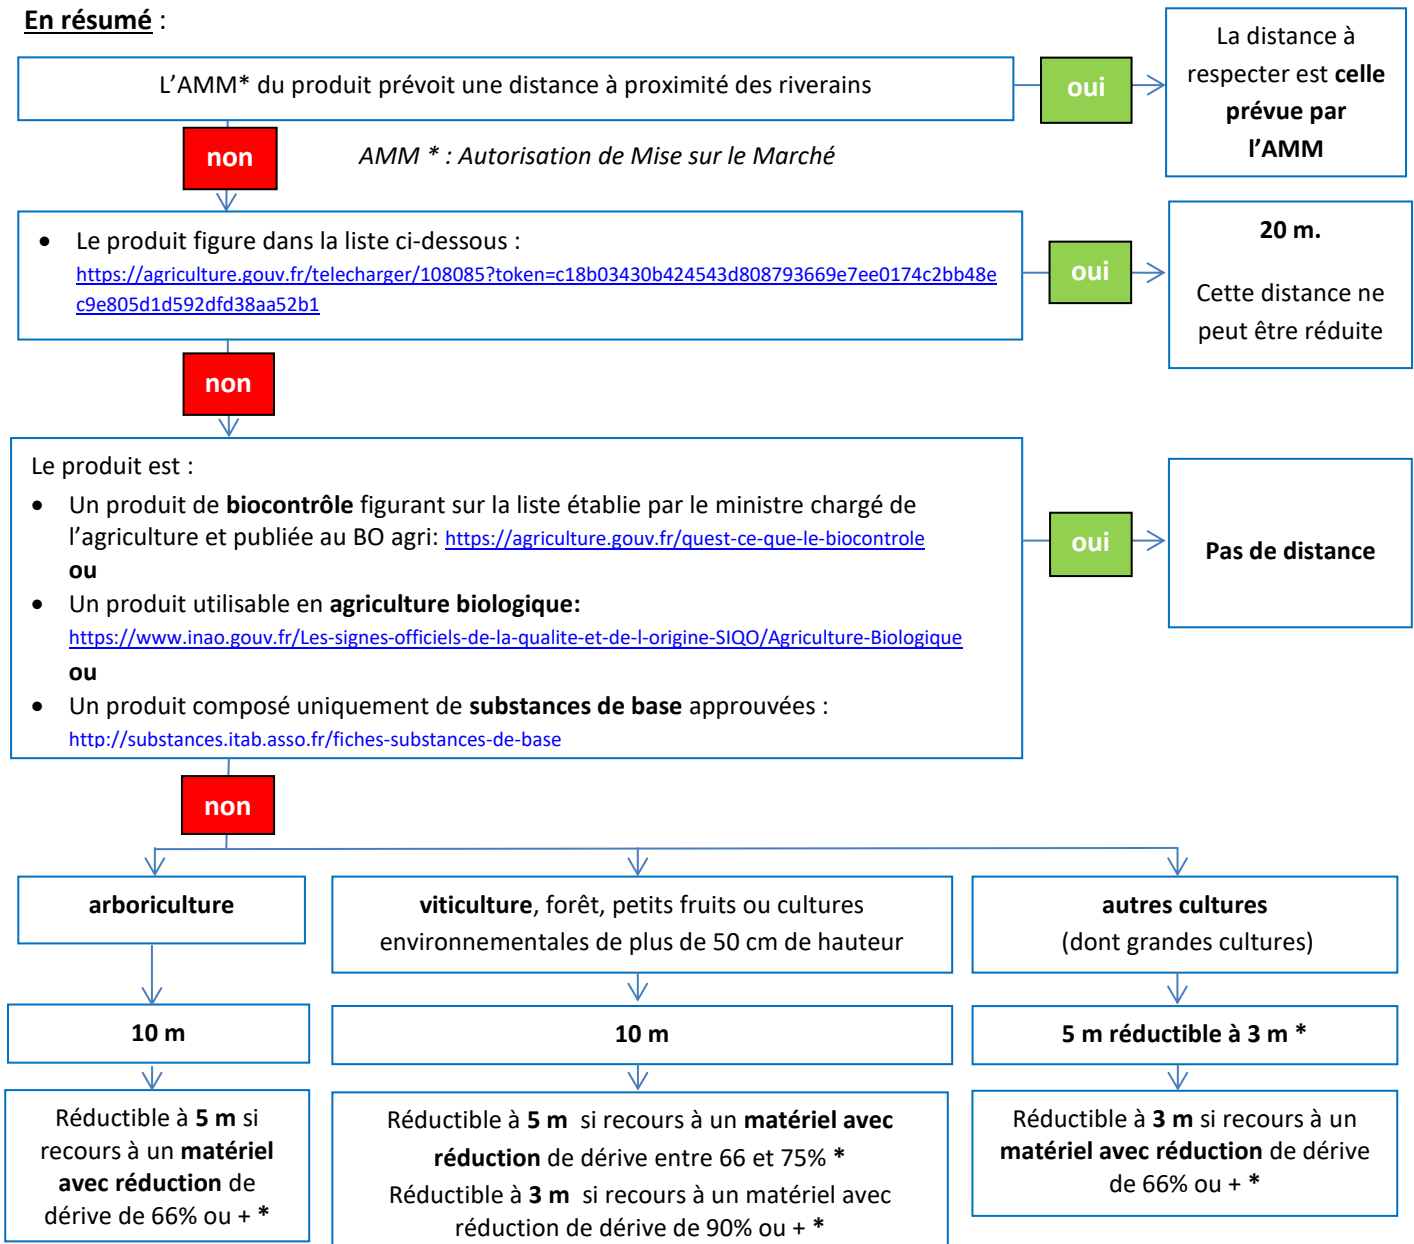 En résumé :
L’AMM* du produit prévoit une distance à proximité des riverains
oui
La distance à
respecter est celle
prévue par
l’AMM
non
AMM * : Autorisation de Mise sur le Marché
• Le produit figure dans la liste ci-dessous :
https://agriculture.gouv.fr/telecharger/108085?token=c18b03430b424543d808793669e7ee0174c2bb48e
c9e805d1d592dfd38aa52b1
oui
20 m.
Cette distance ne
peut être réduite
non
Le produit est :
• Un produit de biocontrôle figurant sur la liste établie par le ministre chargé de
l’agriculture et publiée au BO agri: https://agriculture.gouv.fr/quest-ce-que-le-biocontrole
ou
• Un produit utilisable en agriculture biologique:
https://www.inao.gouv.fr/Les-signes-officiels-de-la-qualite-et-de-l-origine-SIQO/Agriculture-Biologique
ou
• Un produit composé uniquement de substances de base approuvées :
http://substances.itab.asso.fr/fiches-substances-de-base
oui
Pas de distance
non
arboriculture
10 m
Réductible à 5 m si
recours à un matériel
avec réduction de
dérive de 66% ou + *
viticulture, forêt, petits fruits ou cultures
environnementales de plus de 50 cm de hauteur
10 m
Réductible à 5 m si recours à un matériel avec
réduction de dérive entre 66 et 75% *
Réductible à 3 m si recours à un matériel avec
réduction de dérive de 90% ou + *
autres cultures
(dont grandes cultures)
5 m réductible à 3 m *
Réductible à 3 m si recours à un
matériel avec réduction de dérive
de 66% ou + *